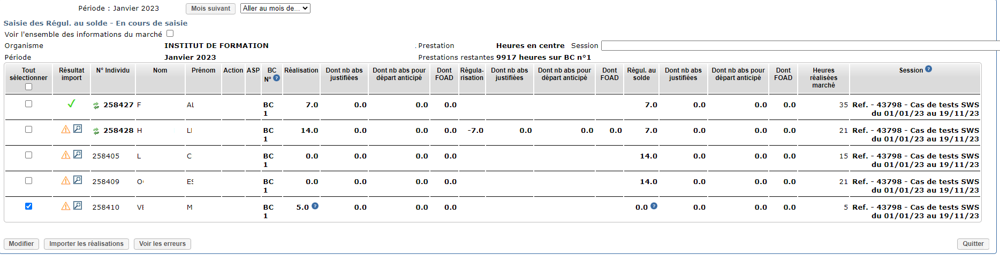 Période : Janvier 2023 Mois suivant Aller au mois de...
Saisie des Régul. au solde - En cours de saisie
Voir l'ensemble des informations du marché
Organisme INSTITUT DE FORMATION . Prestation Heures en centre Session
Période Janvier 2023 Prestations restantes 9917 heures sur BC n°1
Tout sélectionner Résultat import N° Individu Nom Prénom Action ASP BC N° ? Réalisation Dont nb abs justifiées Dont nb abs pour départ anticipé Dont FOAD Régula-risation Dont nb abs justifiées Dont nb abs pour départ anticipé Dont FOAD Régul. au solde Dont nb abs justifiées Dont nb abs pour départ anticipé Dont FOAD Heures réalisées marché Session ?
258427 F AL BC 1 7.0 0.0 0.0 0.0 7.0 0.0 0.0 0.0 35 Ref. - 43798 - Cas de tests SWS du 01/01/23 au 19/11/23
258428 H BC 1 14.0 0.0 0.0 0.0 -7.0 0.0 0.0 0.0 7.0 0.0 0.0 0.0 21 Ref. - 43798 - Cas de tests SWS du 01/01/23 au 19/11/23
258405 L C BC 1 0.0 0.0 0.0 0.0 14.0 0.0 0.0 0.0 15 Ref. - 43798 - Cas de tests SWS du 01/01/23 au 19/11/23
258409 ES BC 1 0.0 0.0 0.0 0.0 14.0 0.0 0.0 0.0 21 Ref. - 43798 - Cas de tests SWS du 01/01/23 au 19/11/23
258410 VE M BC 1 5.0 ? 0.0 0.0 0.0 0.0 ? 0.0 0.0 0.0 5 Ref. - 43798 - Cas de tests SWS du 01/01/23 au 19/11/23
Modifier Importer les réalisations Voir les erreurs Quitter